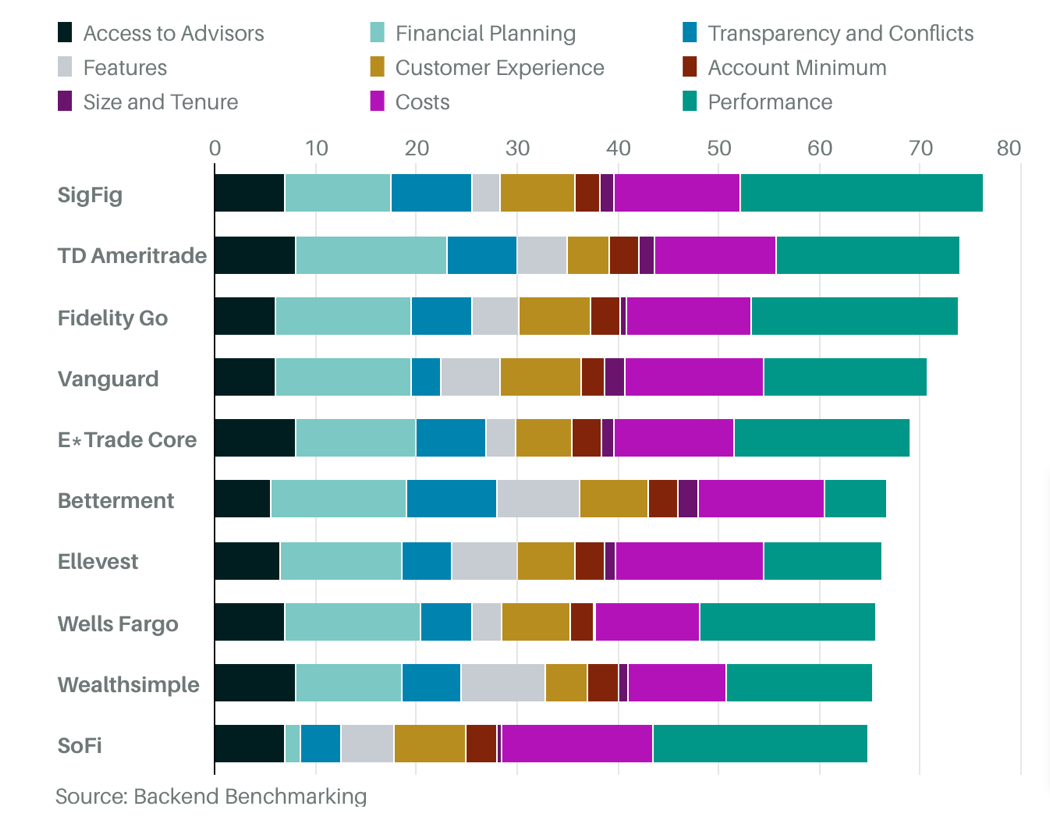 Access to Advisors Financial Planning Transparency and Conflicts
Features Customer Experience Account Minimum
Size and Tenure Costs Performance
0 10 20 30 40 50 60 70 80
SigFig
TD Ameritrade
Fidelity Go
Vanguard
E*Trade Core
Betterment
Ellevest
Wells Fargo
Wealthsimple
SoFi
Source: Backend Benchmarking